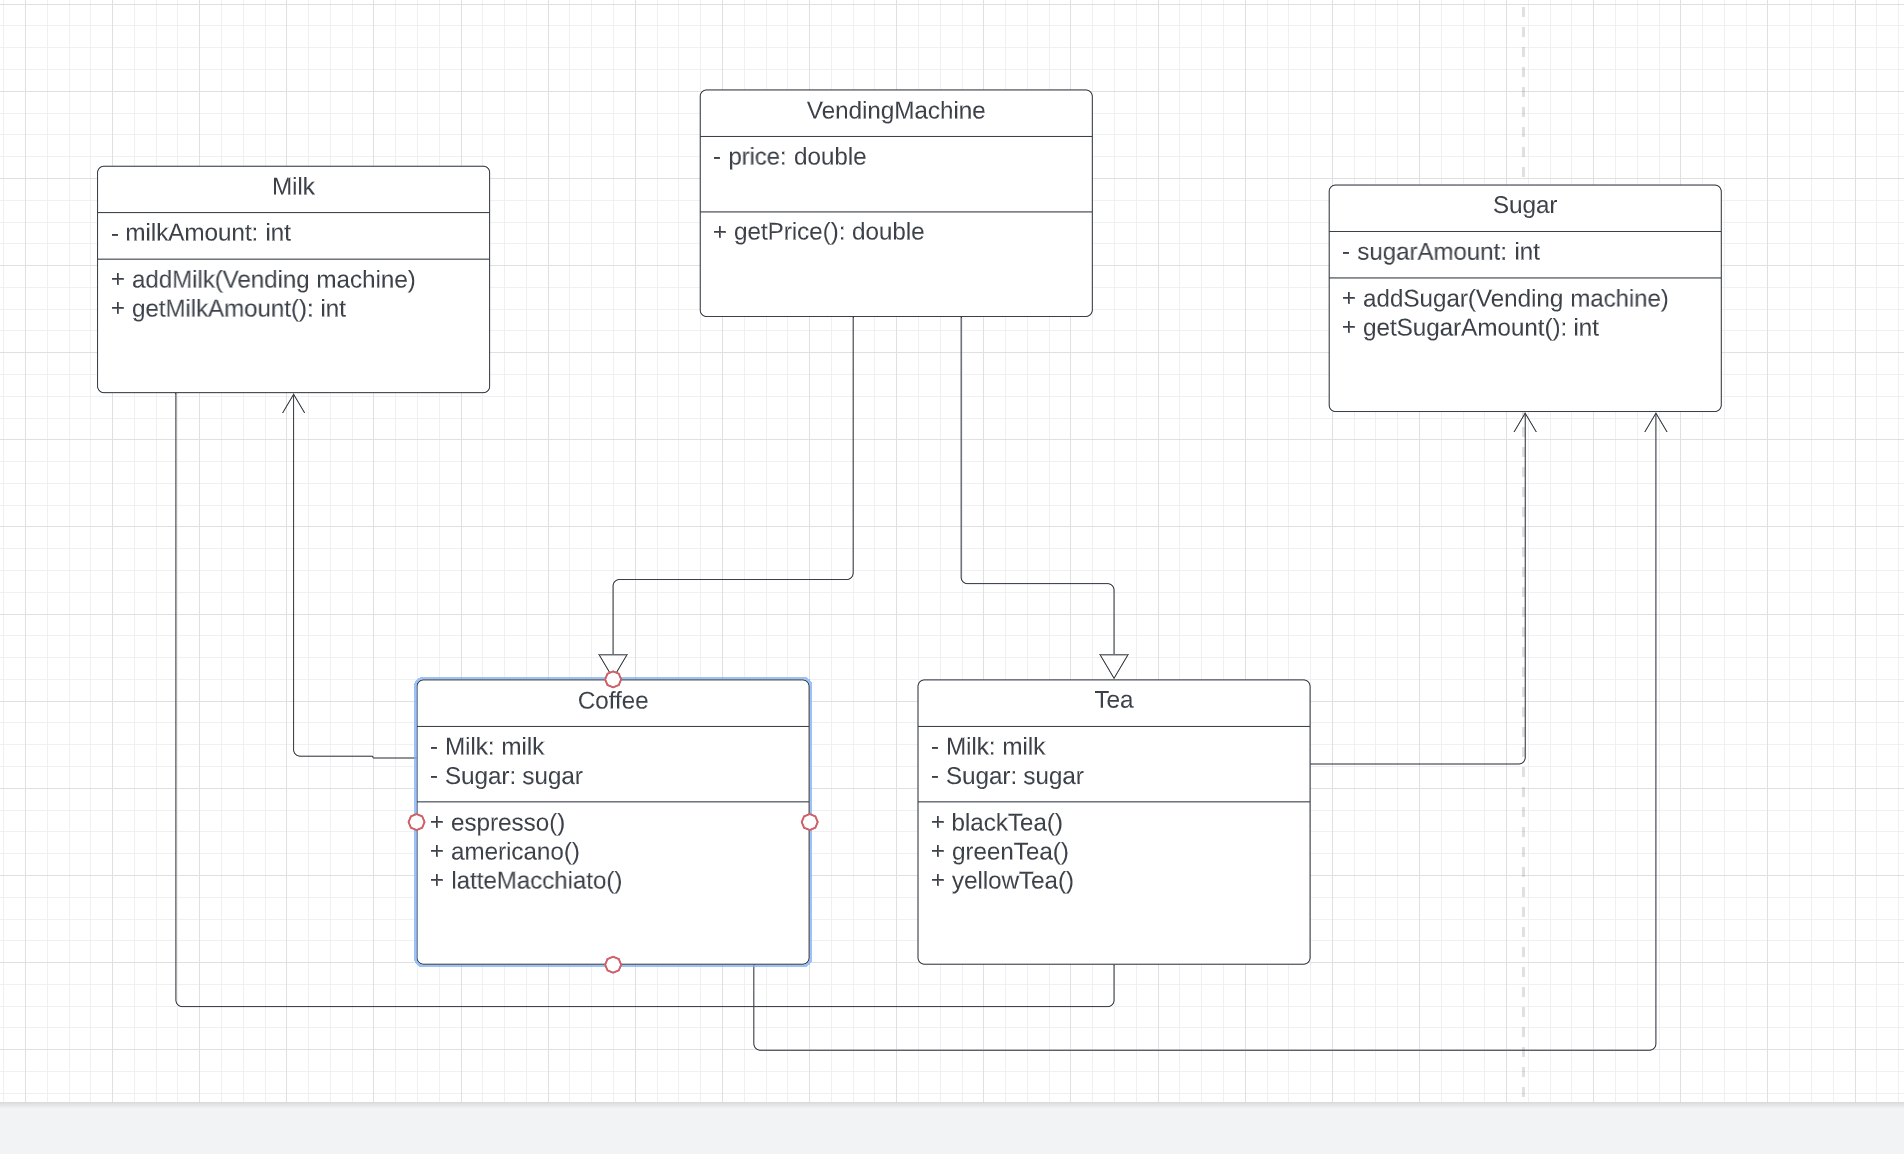 VendingMachine
- price: double
+ getPrice(): double
Milk
- milkAmount: int
+ addMilk(Vending machine)
+ getMilkAmount(): int
Sugar
- sugarAmount: int
+ addSugar(Vending machine)
+ getSugarAmount(): int
Coffee
- Milk: milk
- Sugar: sugar
+ espresso()
+ americano()
+ latteMacchiato()
Tea
- Milk: milk
- Sugar: sugar
+ blackTea()
+ greenTea()
+ yellowTea()